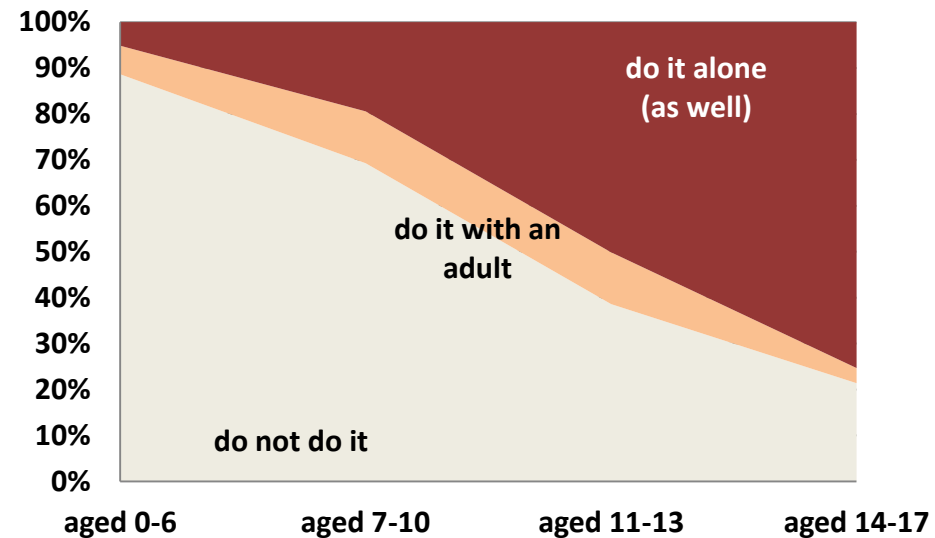 100%
90%
80%
70%
60%
50%
40%
30%
20%
10%
0%
do it alone
(as well)
do it with an
adult
do not do it
aged 0-6
aged 7-10
aged 11-13
aged 14-17